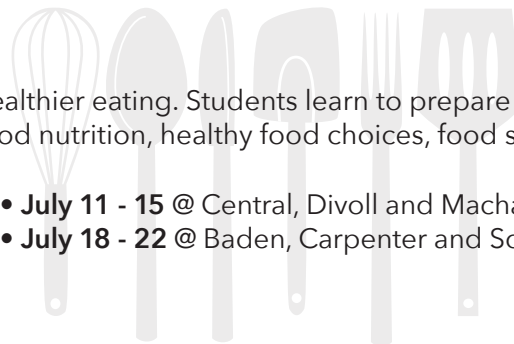 ealthier eating. Students learn to prepare
od nutrition, healthy food choices, food s
• July 11 - 15 @ Central, Divoll and Macha
• July 18 - 22 @ Baden, Carpenter and Sc